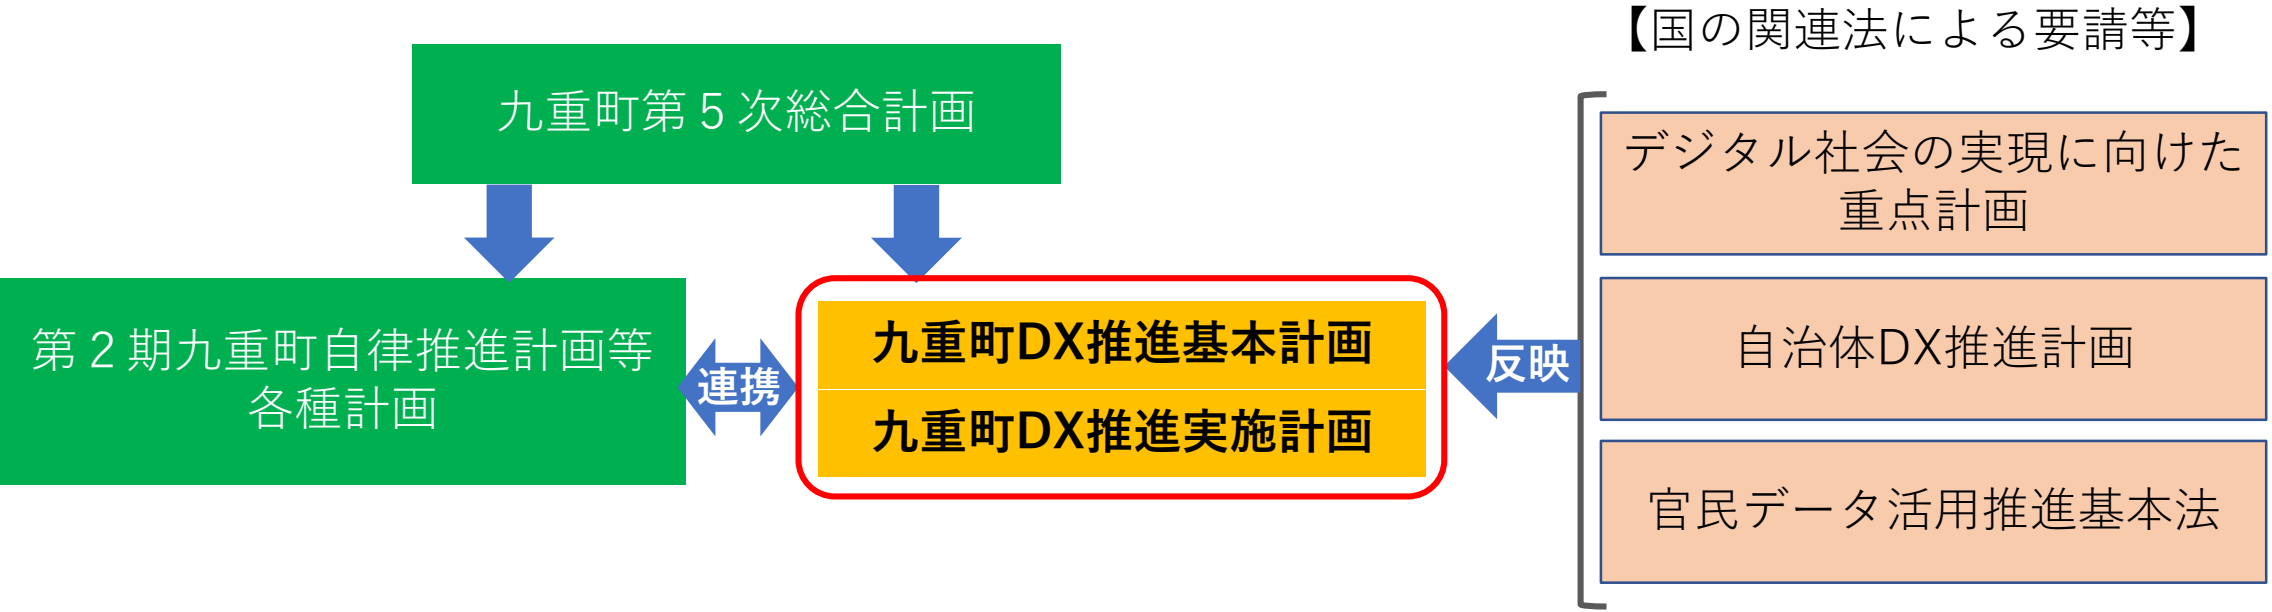 【国の関連法による要請等】
九重町第５次総合計画
デジタル社会の実現に向けた
重点計画
第２期九重町自律推進計画等
各種計画
連携
九重町DX推進基本計画
九重町DX推進実施計画
反映
自治体DX推進計画
官民データ活用推進基本法